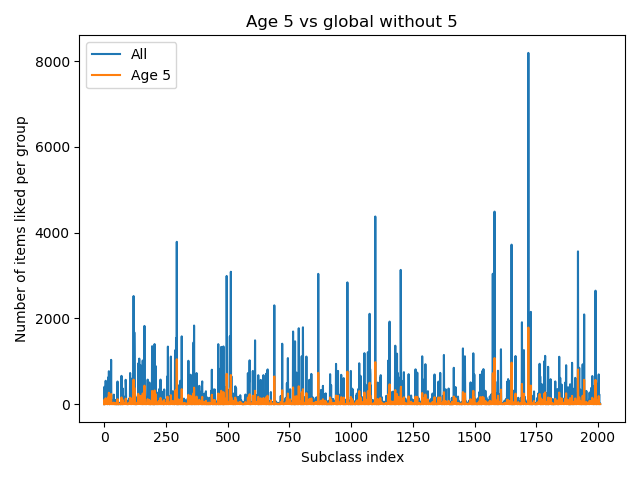 Age 5 vs global without 5
All
Age 5
Number of items liked per group
8000
6000
4000
2000
0
0 250 500 750 1000 1250 1500 1750 2000
Subclass index